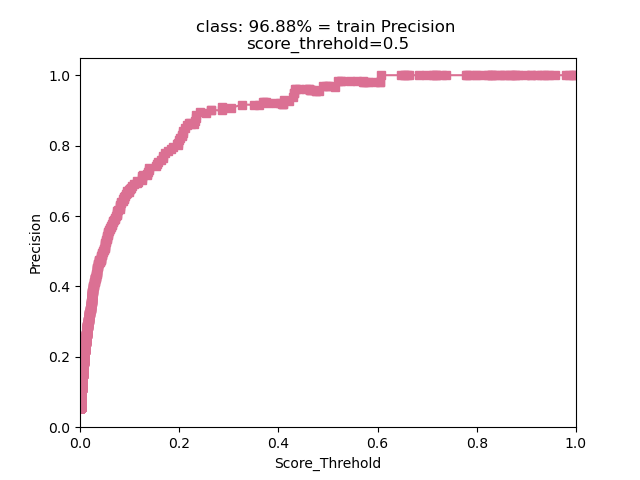 class: 96.88% = train Precision
score_threhold=0.5
1.0
0.8
0.6
0.4
0.2
0.0
Precision
0.0 0.2 0.4 0.6 0.8 1.0
Score_Threhold